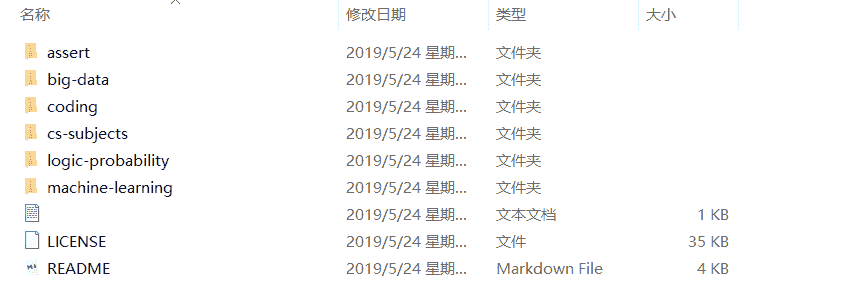 名称 修改日期 类型 大小
assert 2019/5/24 星期... 文件夹
big-data 2019/5/24 星期... 文件夹
coding 2019/5/24 星期... 文件夹
cs-subjects 2019/5/24 星期... 文件夹
logic-probability 2019/5/24 星期... 文件夹
machine-learning 2019/5/24 星期... 文件夹
2019/5/24 星期... 文本文档 1 KB
LICENSE 2019/5/24 星期... 文件 35 KB
README 2019/5/24 星期... Markdown File 4 KB